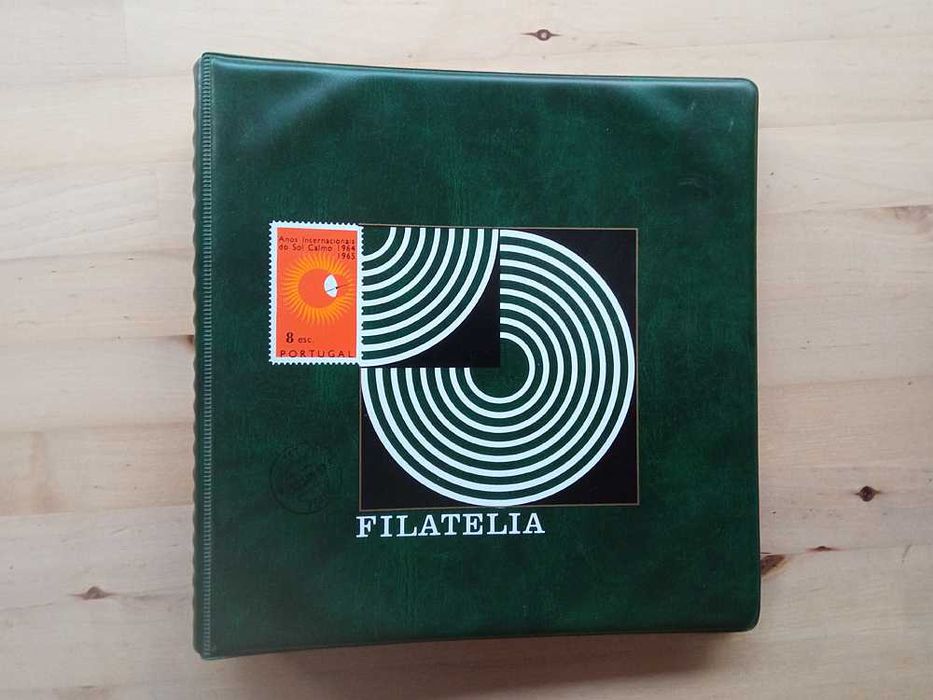 Anos Internacionais
do Sol Calmo 1964
1965
8 esc.
PORTUGAL
FILATELIA